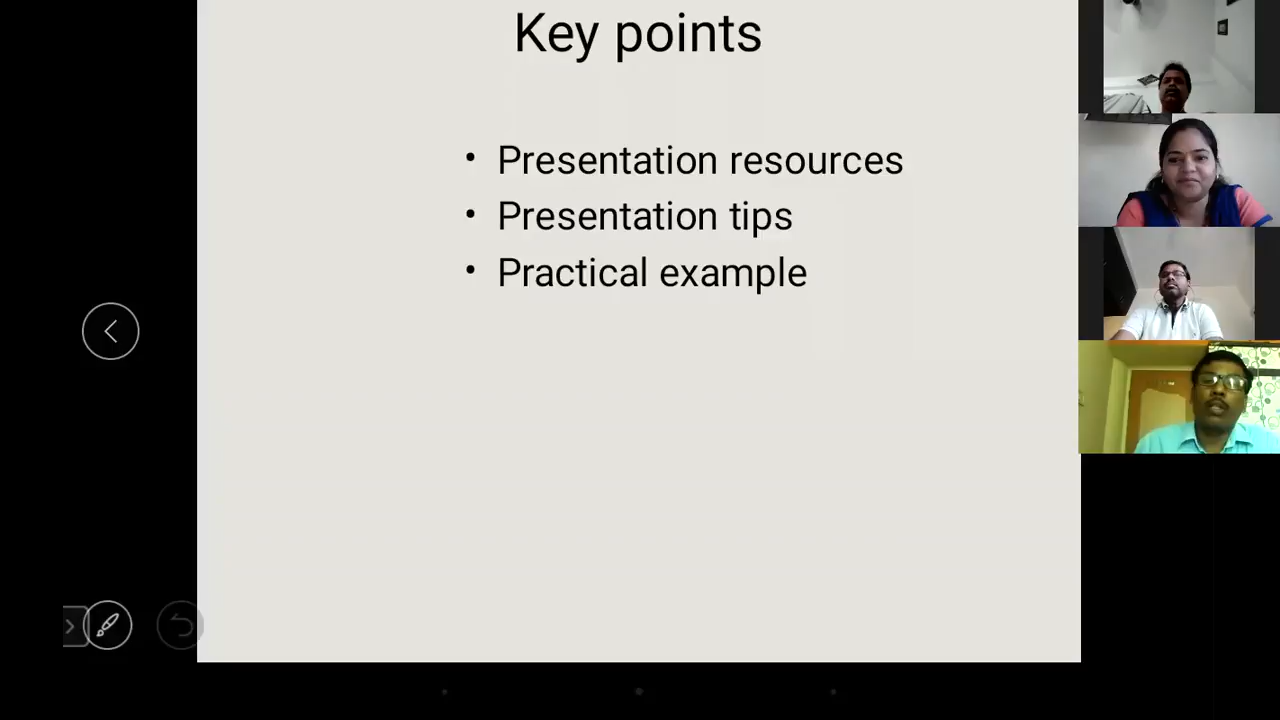 Key points
• Presentation resources
• Presentation tips
• Practical example